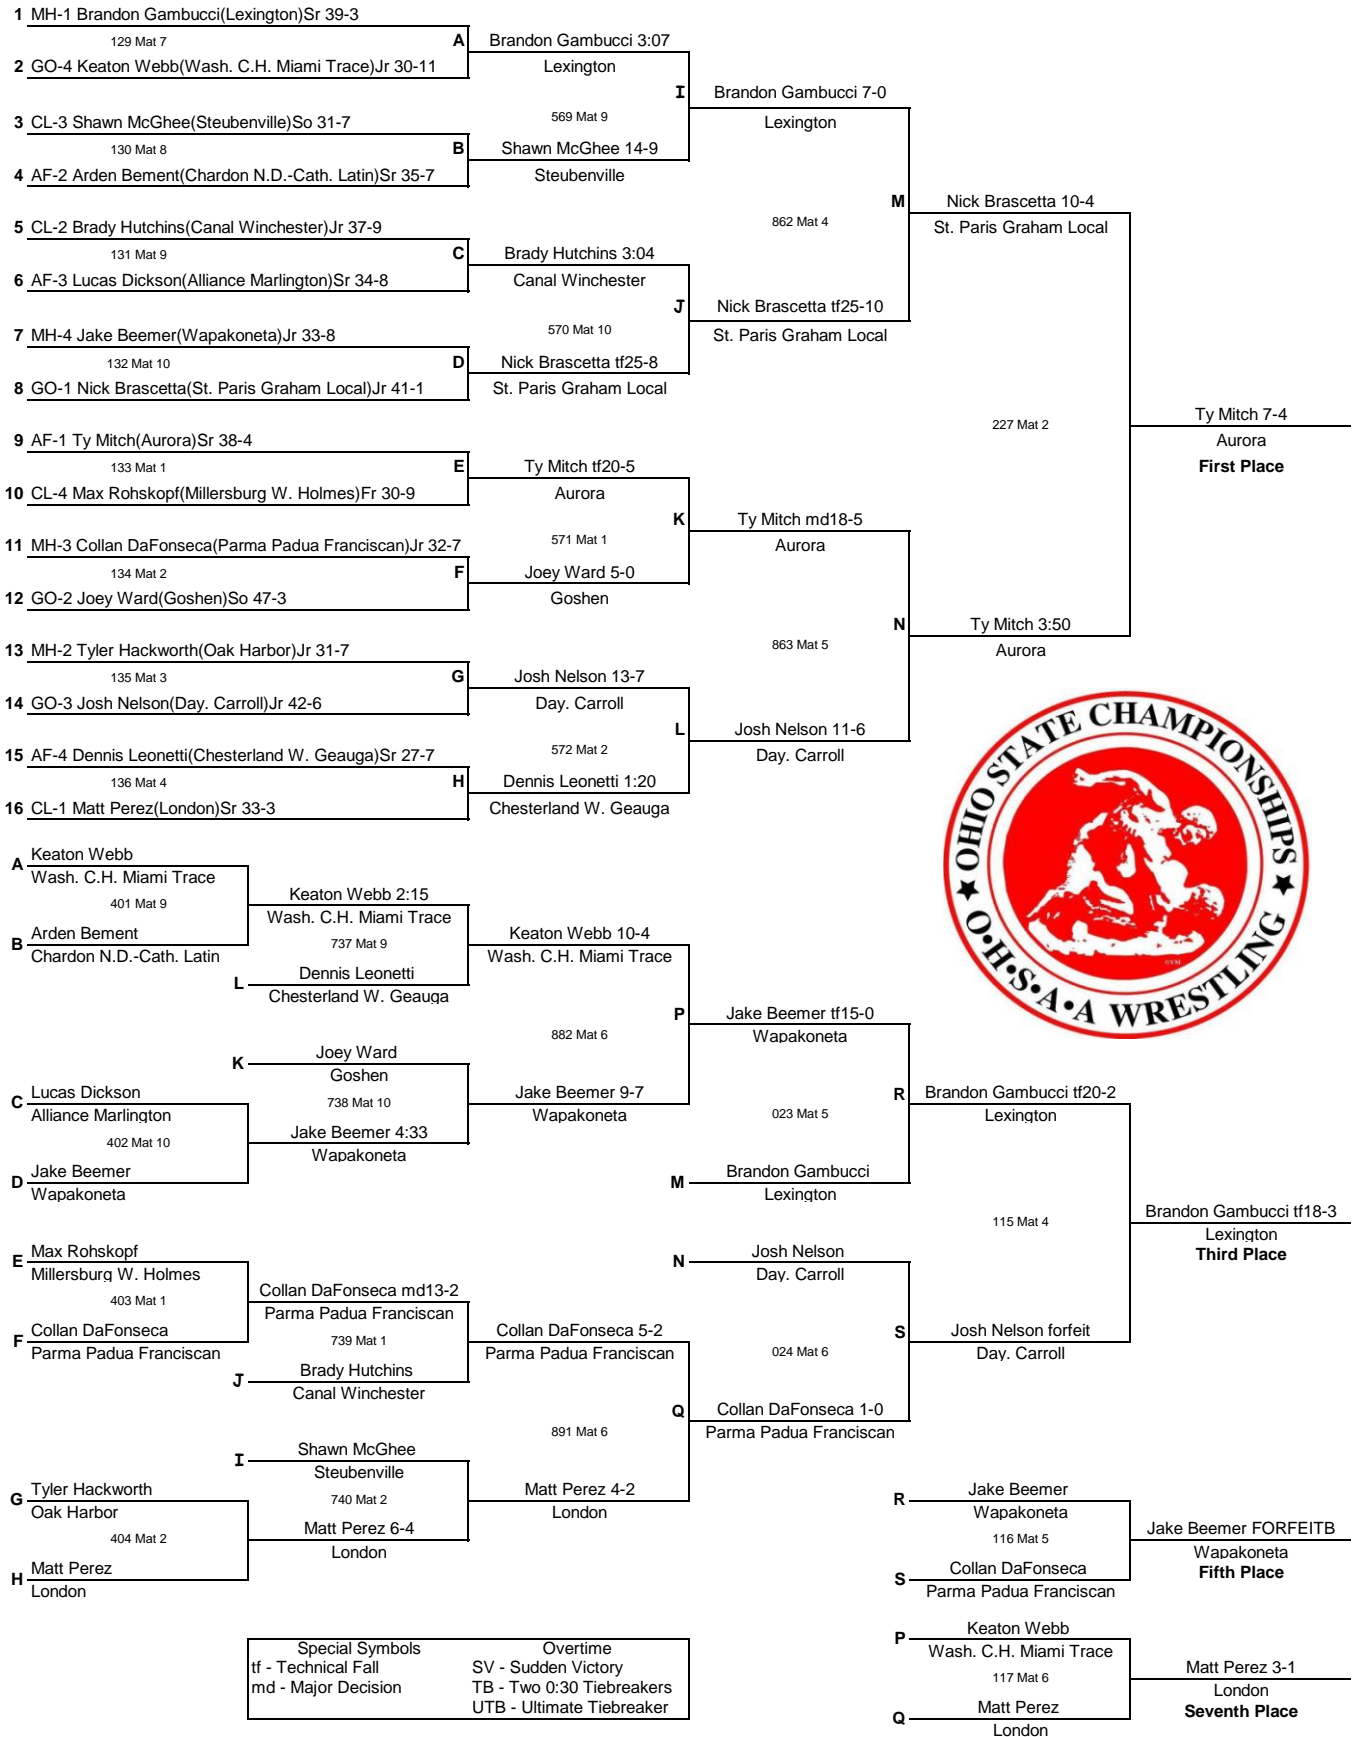 1 MH-1 Brandon Gambucci(Lexington)Sr 39-3
129 Mat 7
A
2 GO-4 Keaton Webb(Wash. C.H. Miami Trace)Jr 30-11
Brandon Gambucci 3:07
Lexington
3 CL-3 Shawn McGhee(Steubenville)So 31-7
130 Mat 8
B
4 AF-2 Arden Bement(Chardon N.D.-Cath. Latin)Sr 35-7
569 Mat 9
Shawn McGhee 14-9
Steubenville
I
Brandon Gambucci 7-0
Lexington
5 CL-2 Brady Hutchins(Canal Winchester)Jr 37-9
131 Mat 9
C
6 AF-3 Lucas Dickson(Alliance Marlington)Sr 34-8
Brady Hutchins 3:04
Canal Winchester
7 MH-4 Jake Beemer(Wapakoneta)Jr 33-8
132 Mat 10
D
8 GO-1 Nick Brascetta(St. Paris Graham Local)Jr 41-1
570 Mat 10
Nick Brascetta tf25-8
St. Paris Graham Local
J
Nick Brascetta tf25-10
St. Paris Graham Local
862 Mat 4
M
Nick Brascetta 10-4
St. Paris Graham Local
9 AF-1 Ty Mitch(Aurora)Sr 38-4
133 Mat 1
E
10 CL-4 Max Rohskopf(Millersburg W. Holmes)Fr 30-9
Ty Mitch tf20-5
Aurora
11 MH-3 Collan DaFonseca(Parma Padua Franciscan)Jr 32-7
134 Mat 2
F
12 GO-2 Joey Ward(Goshen)So 47-3
571 Mat 1
Joey Ward 5-0
Goshen
K
Ty Mitch md18-5
Aurora
13 MH-2 Tyler Hackworth(Oak Harbor)Jr 31-7
135 Mat 3
G
14 GO-3 Josh Nelson(Day. Carroll)Jr 42-6
Josh Nelson 13-7
Day. Carroll
15 AF-4 Dennis Leonetti(Chesterland W. Geauga)Sr 27-7
136 Mat 4
H
16 CL-1 Matt Perez(London)Sr 33-3
572 Mat 2
Dennis Leonetti 1:20
Chesterland W. Geauga
L
Josh Nelson 11-6
Day. Carroll
863 Mat 5
N
Ty Mitch 3:50
Aurora
227 Mat 2
Ty Mitch 7-4
Aurora
First Place
OHIO STATE CHAMPIONSHIPS
★ O•H•S•A•A WRESTLING ★
A Keaton Webb
Wash. C.H. Miami Trace
401 Mat 9
B Arden Bement
Chardon N.D.-Cath. Latin
Keaton Webb 2:15
Wash. C.H. Miami Trace
737 Mat 9
L Dennis Leonetti
Chesterland W. Geauga
Keaton Webb 10-4
Wash. C.H. Miami Trace
K Joey Ward
Goshen
C Lucas Dickson
Alliance Marlington
402 Mat 10
D Jake Beemer
Wapakoneta
738 Mat 10
Jake Beemer 4:33
Wapakoneta
882 Mat 6
Jake Beemer 9-7
Wapakoneta
P
Jake Beemer tf15-0
Wapakoneta
023 Mat 5
M Brandon Gambucci
Lexington
R
Brandon Gambucci tf20-2
Lexington
E Max Rohskopf
Millersburg W. Holmes
403 Mat 1
F Collan DaFonseca
Parma Padua Franciscan
Collan DaFonseca md13-2
Parma Padua Franciscan
739 Mat 1
J Brady Hutchins
Canal Winchester
Collan DaFonseca 5-2
Parma Padua Franciscan
I Shawn McGhee
Steubenville
G Tyler Hackworth
Oak Harbor
404 Mat 2
H Matt Perez
London
740 Mat 2
Matt Perez 6-4
London
891 Mat 6
Matt Perez 4-2
London
Q
Collan DaFonseca 1-0
Parma Padua Franciscan
N Josh Nelson
Day. Carroll
024 Mat 6
S
Josh Nelson forfeit
Day. Carroll
115 Mat 4
Brandon Gambucci tf18-3
Lexington
Third Place
R Jake Beemer
Wapakoneta
116 Mat 5
S Collan DaFonseca
Parma Padua Franciscan
Jake Beemer FORFEITB
Wapakoneta
Fifth Place
P Keaton Webb
Wash. C.H. Miami Trace
117 Mat 6
Q Matt Perez
London
Matt Perez 3-1
London
Seventh Place
Special Symbols Overtime
tf - Technical Fall SV - Sudden Victory
md - Major Decision TB - Two 0:30 Tiebreakers
UTB - Ultimate Tiebreaker